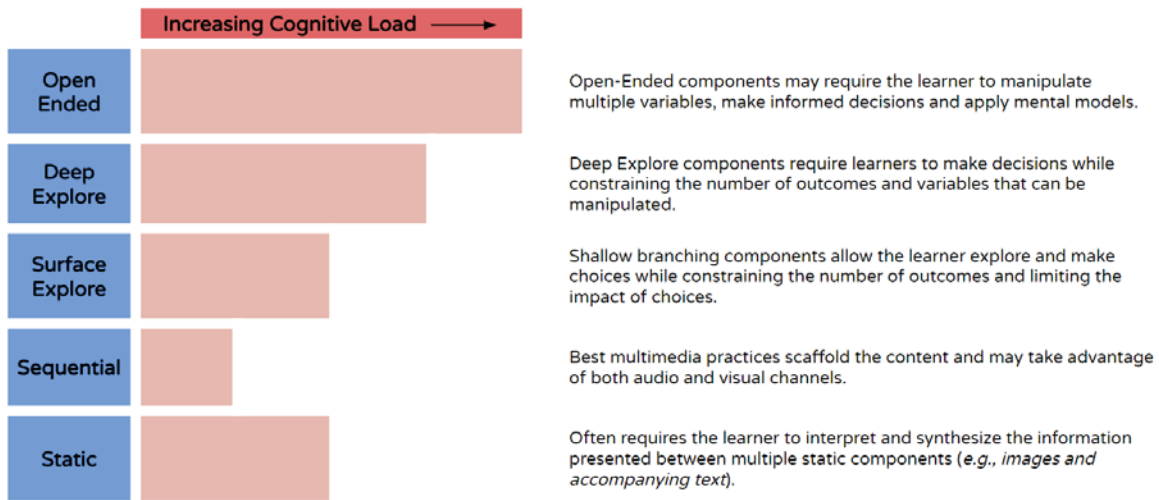 Increasing Cognitive Load
Open
Ended
Open-Ended components may require the learner to manipulate
multiple variables, make informed decisions and apply mental models.
Deep
Explore
Deep Explore components require learners to make decisions while
constraining the number of outcomes and variables that can be
manipulated.
Surface
Explore
Shallow branching components allow the learner explore and make
choices while constraining the number of outcomes and limiting the
impact of choices.
Sequential
Best multimedia practices scaffold the content and may take advantage
of both audio and visual channels.
Static
Often requires the learner to interpret and synthesize the information
presented between multiple static components (e.g., images and
accompanying text).